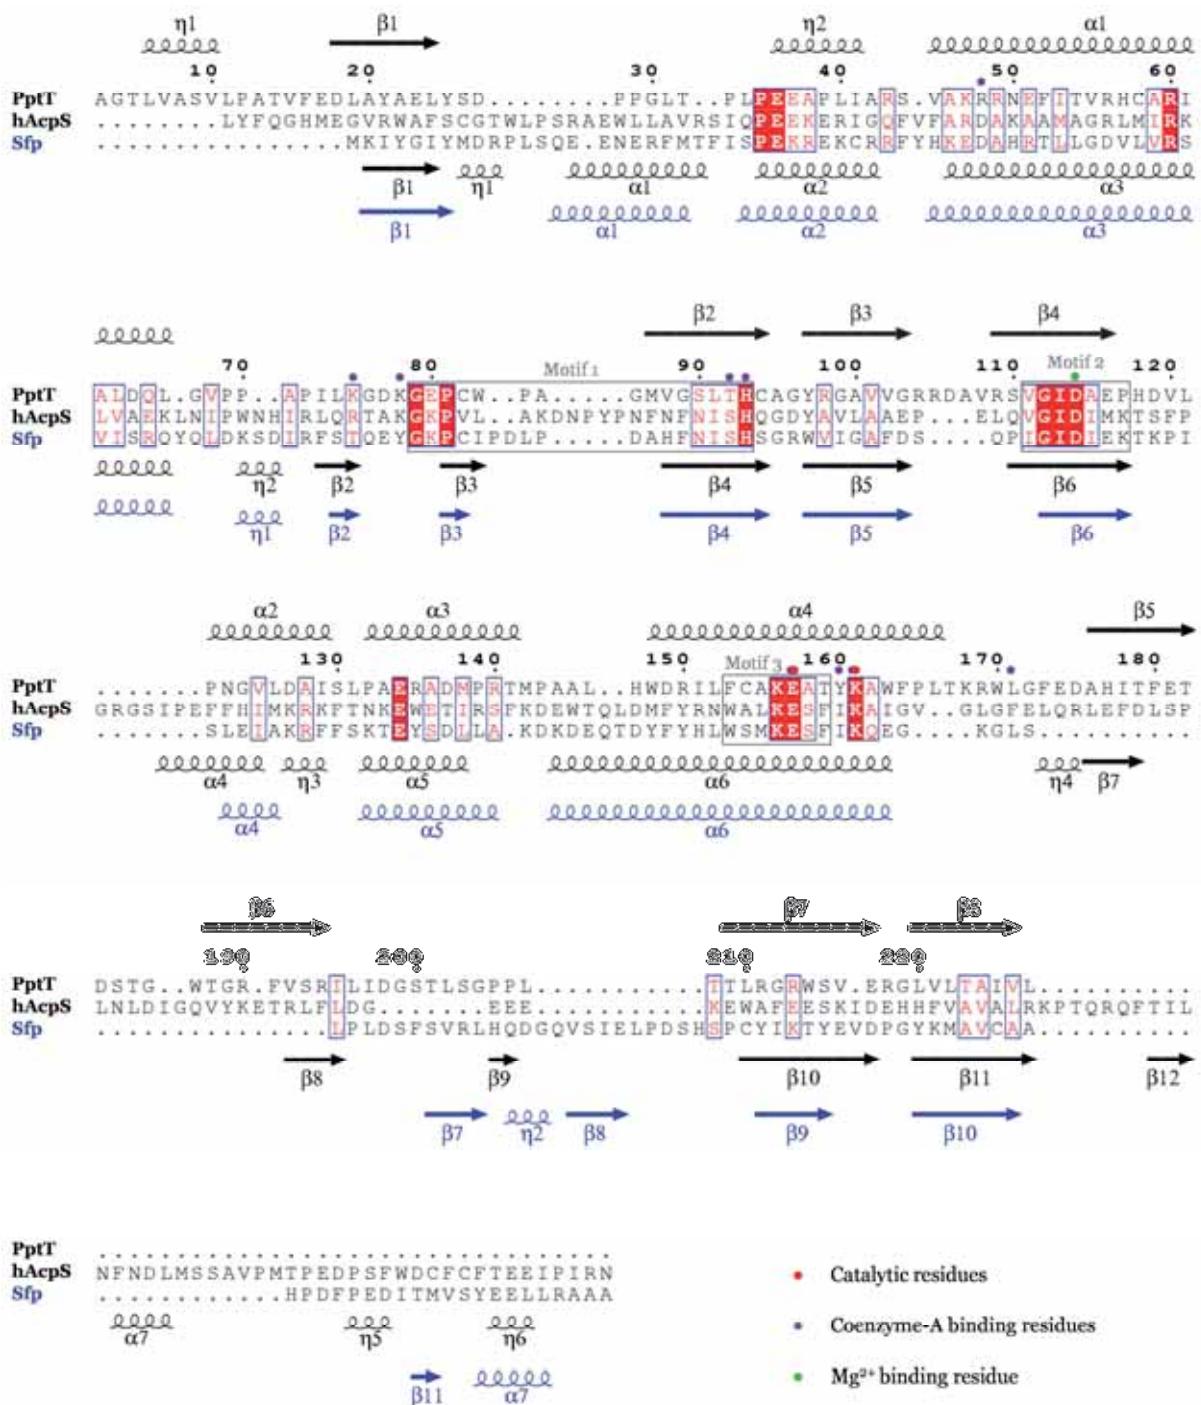 η1 β1 η2 α1
10 20 30 40 50 60
PptT AGTLVASVLPATVFEDLAYAELYSD........PPGLT..PLPEEAPLIARS.VAKRRNEFITVRHCARI
hAcpS ........LYFQGHMEGVRWAFSCGTWLPSRAEWLLAVRSIQPEEKERIGQFVFARDAKAAMAGRLMIRK
Sfp ................MKIYGIYMDRPLSQE.ENERFMTFISPEKREKCRRFYHKEDAHRTLLGDVLVRS
β1 η1 α1 α2 α3
β1 α1 α2 α3
β2 β3 β4
70 80 Motif 1 90 100 110 Motif 2 120
PptT ALDQL.GVPP..APILKGDKGEPCW..PA......GMVGSLTHCAGYRGAVVGRRDAVRSVGIDAEPHDVL
hAcpS LVAEKLNIPWNHIRLQRTAKGKPVL..AKDNPYPNFNFNISHQGDYAVLAAEP...ELQVGIDIMKTSFP
Sfp VISRQYQLDKSDIRFSTQEYGKPCIPDLP.....DAHFNISHSGRWVIGAFDS....QPIGIDIEKTKPI
η2 β2 β3 β4 β5 β6
η1 β2 β3 β4 β5 β6
α2 α3 α4 β5
130 140 150 Motif 3 160 170 180
PptT .......PNGVLDAISLPAERADMPRTMPAAL..HWDRILFCAKEATYKAWFPLTKRWLGFEDAHITFET
hAcpS GRGSIPEFFHIMKRKFTNKEWETIRSFKDEWTQLDMFYRNWALKESFIKAIGV..GLGFELQRLEFDLSP
Sfp .......SLEIAKRFFSKTEYSDLLA.KDKDEQTDYFYHLWSMKESFIKQEG....KGLS..........
α4 η3 α5 α6 η4 β7
α4 α5 α6
β6 β7 β8
190 200 210 220
PptT DSTG..WTGR.FVSRILIDGSTLSGPPL............TTLRGRWSV.ERGLVLTAIVL..........
hAcpS LNLDIGQVYKETRLFLDG.......EEE............KEWAFEESKIDEHHFVAVALRKPTQRQFTIL
Sfp ...............LPLDSFSVRLHQDGQVSIELPDSHSPCYIKTYEVDPGYKMAVCAA..........
β8 β9 β10 β11 β12
β7 η2 β8 β9 β10
PptT .................................
hAcpS NFNDLMSSAVPMTPEDPSFWDCFCFTEEIPIRN
Sfp ............HPDFPEDITMVSYEELLRAAA
α7 η5 η6
β11 α7
Catalytic residues
Coenzyme-A binding residues
Mg²⁺ binding residue